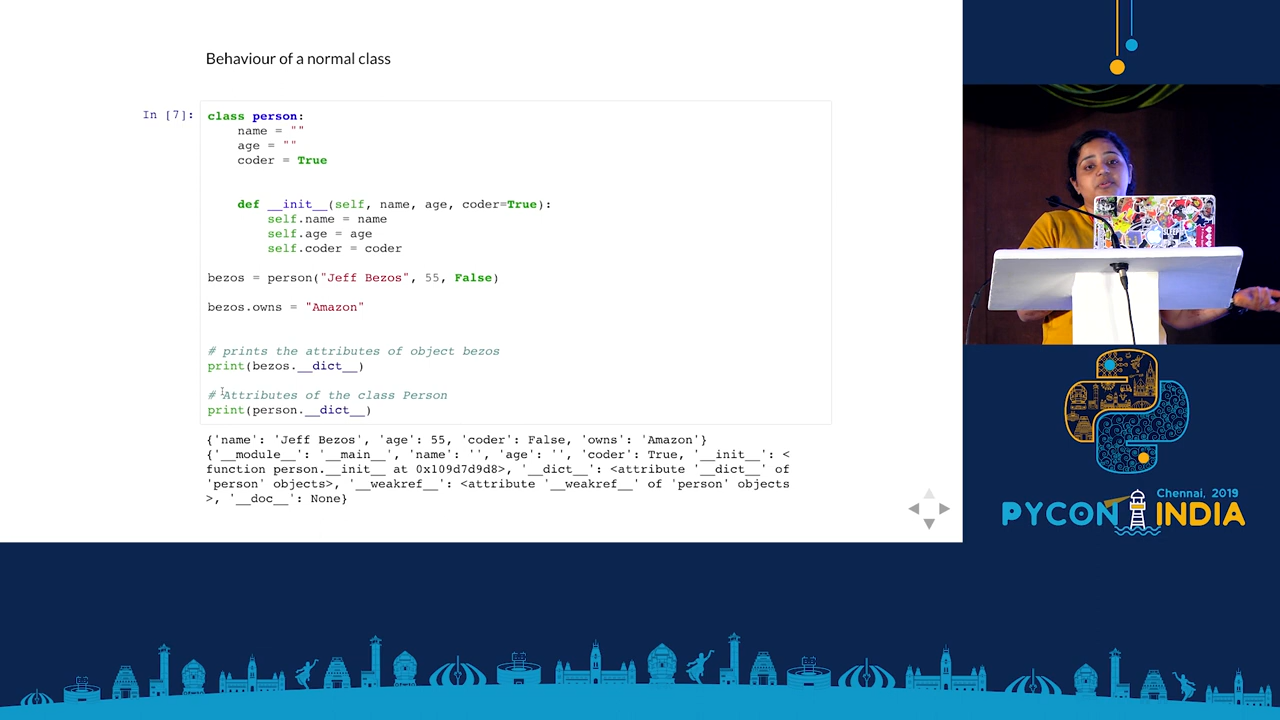 Behaviour of a normal class
In [7]:
class person:
    name = ""
    age = ""
    coder = True
    def __init__(self, name, age, coder=True):
        self.name = name
        self.age = age
        self.coder = coder
bezos = person("Jeff Bezos", 55, False)
bezos.owns = "Amazon"
# prints the attributes of object bezos
print(bezos.__dict__)
# Attributes of the class Person
print(person.__dict__)
{'name': 'Jeff Bezos', 'age': 55, 'coder': False, 'owns': 'Amazon'}
{'__module__': '__main__', 'name': '', 'age': '', 'coder': True, '__init__': <
function person.__init__ at 0x109d7d9d8>, '__dict__': <attribute '__dict__' of
'person' objects>, '__weakref__': <attribute '__weakref__' of 'person' objects
>, '__doc__': None}
Chennai, 2019
PYCON INDIA